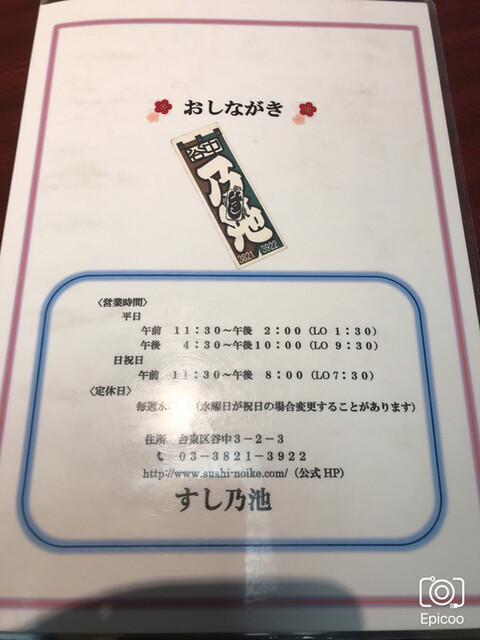 おしながき
谷中
乃池
3821 3922
〈営業時間〉
平日
午前 11:30~午後 2:00(LO 1:30)
午後 4:30~午後10:00(LO 9:30)
日祝日
午前 11:30~午後 8:00(LO7:30)
〈定休日〉
毎週水 (水曜日が祝日の場合変更することがあります)
住所 台東区谷中3-2-3
03-3821-3922
http://www.sushi-noike.com/(公式HP)
すし乃池
Epicoo